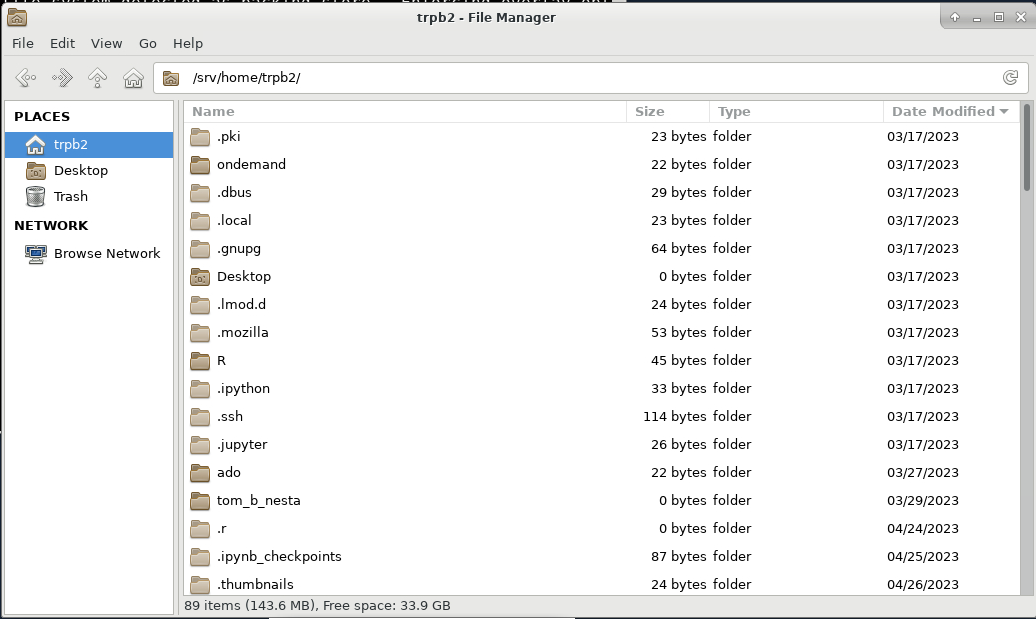 trpb2 - File Manager
File Edit View Go Help
/srv/home/trpb2/
PLACES
trpb2
Desktop
Trash
NETWORK
Browse Network
Name Size Type Date Modified
.pki 23 bytes folder 03/17/2023
ondemand 22 bytes folder 03/17/2023
.dbus 29 bytes folder 03/17/2023
.local 23 bytes folder 03/17/2023
.gnupg 64 bytes folder 03/17/2023
Desktop 0 bytes folder 03/17/2023
.lmod.d 24 bytes folder 03/17/2023
.mozilla 53 bytes folder 03/17/2023
R 45 bytes folder 03/17/2023
.ipython 33 bytes folder 03/17/2023
.ssh 114 bytes folder 03/17/2023
.jupyter 26 bytes folder 03/17/2023
ado 22 bytes folder 03/27/2023
tom_b_nesta 0 bytes folder 03/29/2023
.r 0 bytes folder 04/24/2023
.ipynb_checkpoints 87 bytes folder 04/25/2023
.thumbnails 24 bytes folder 04/26/2023
89 items (143.6 MB), Free space: 33.9 GB